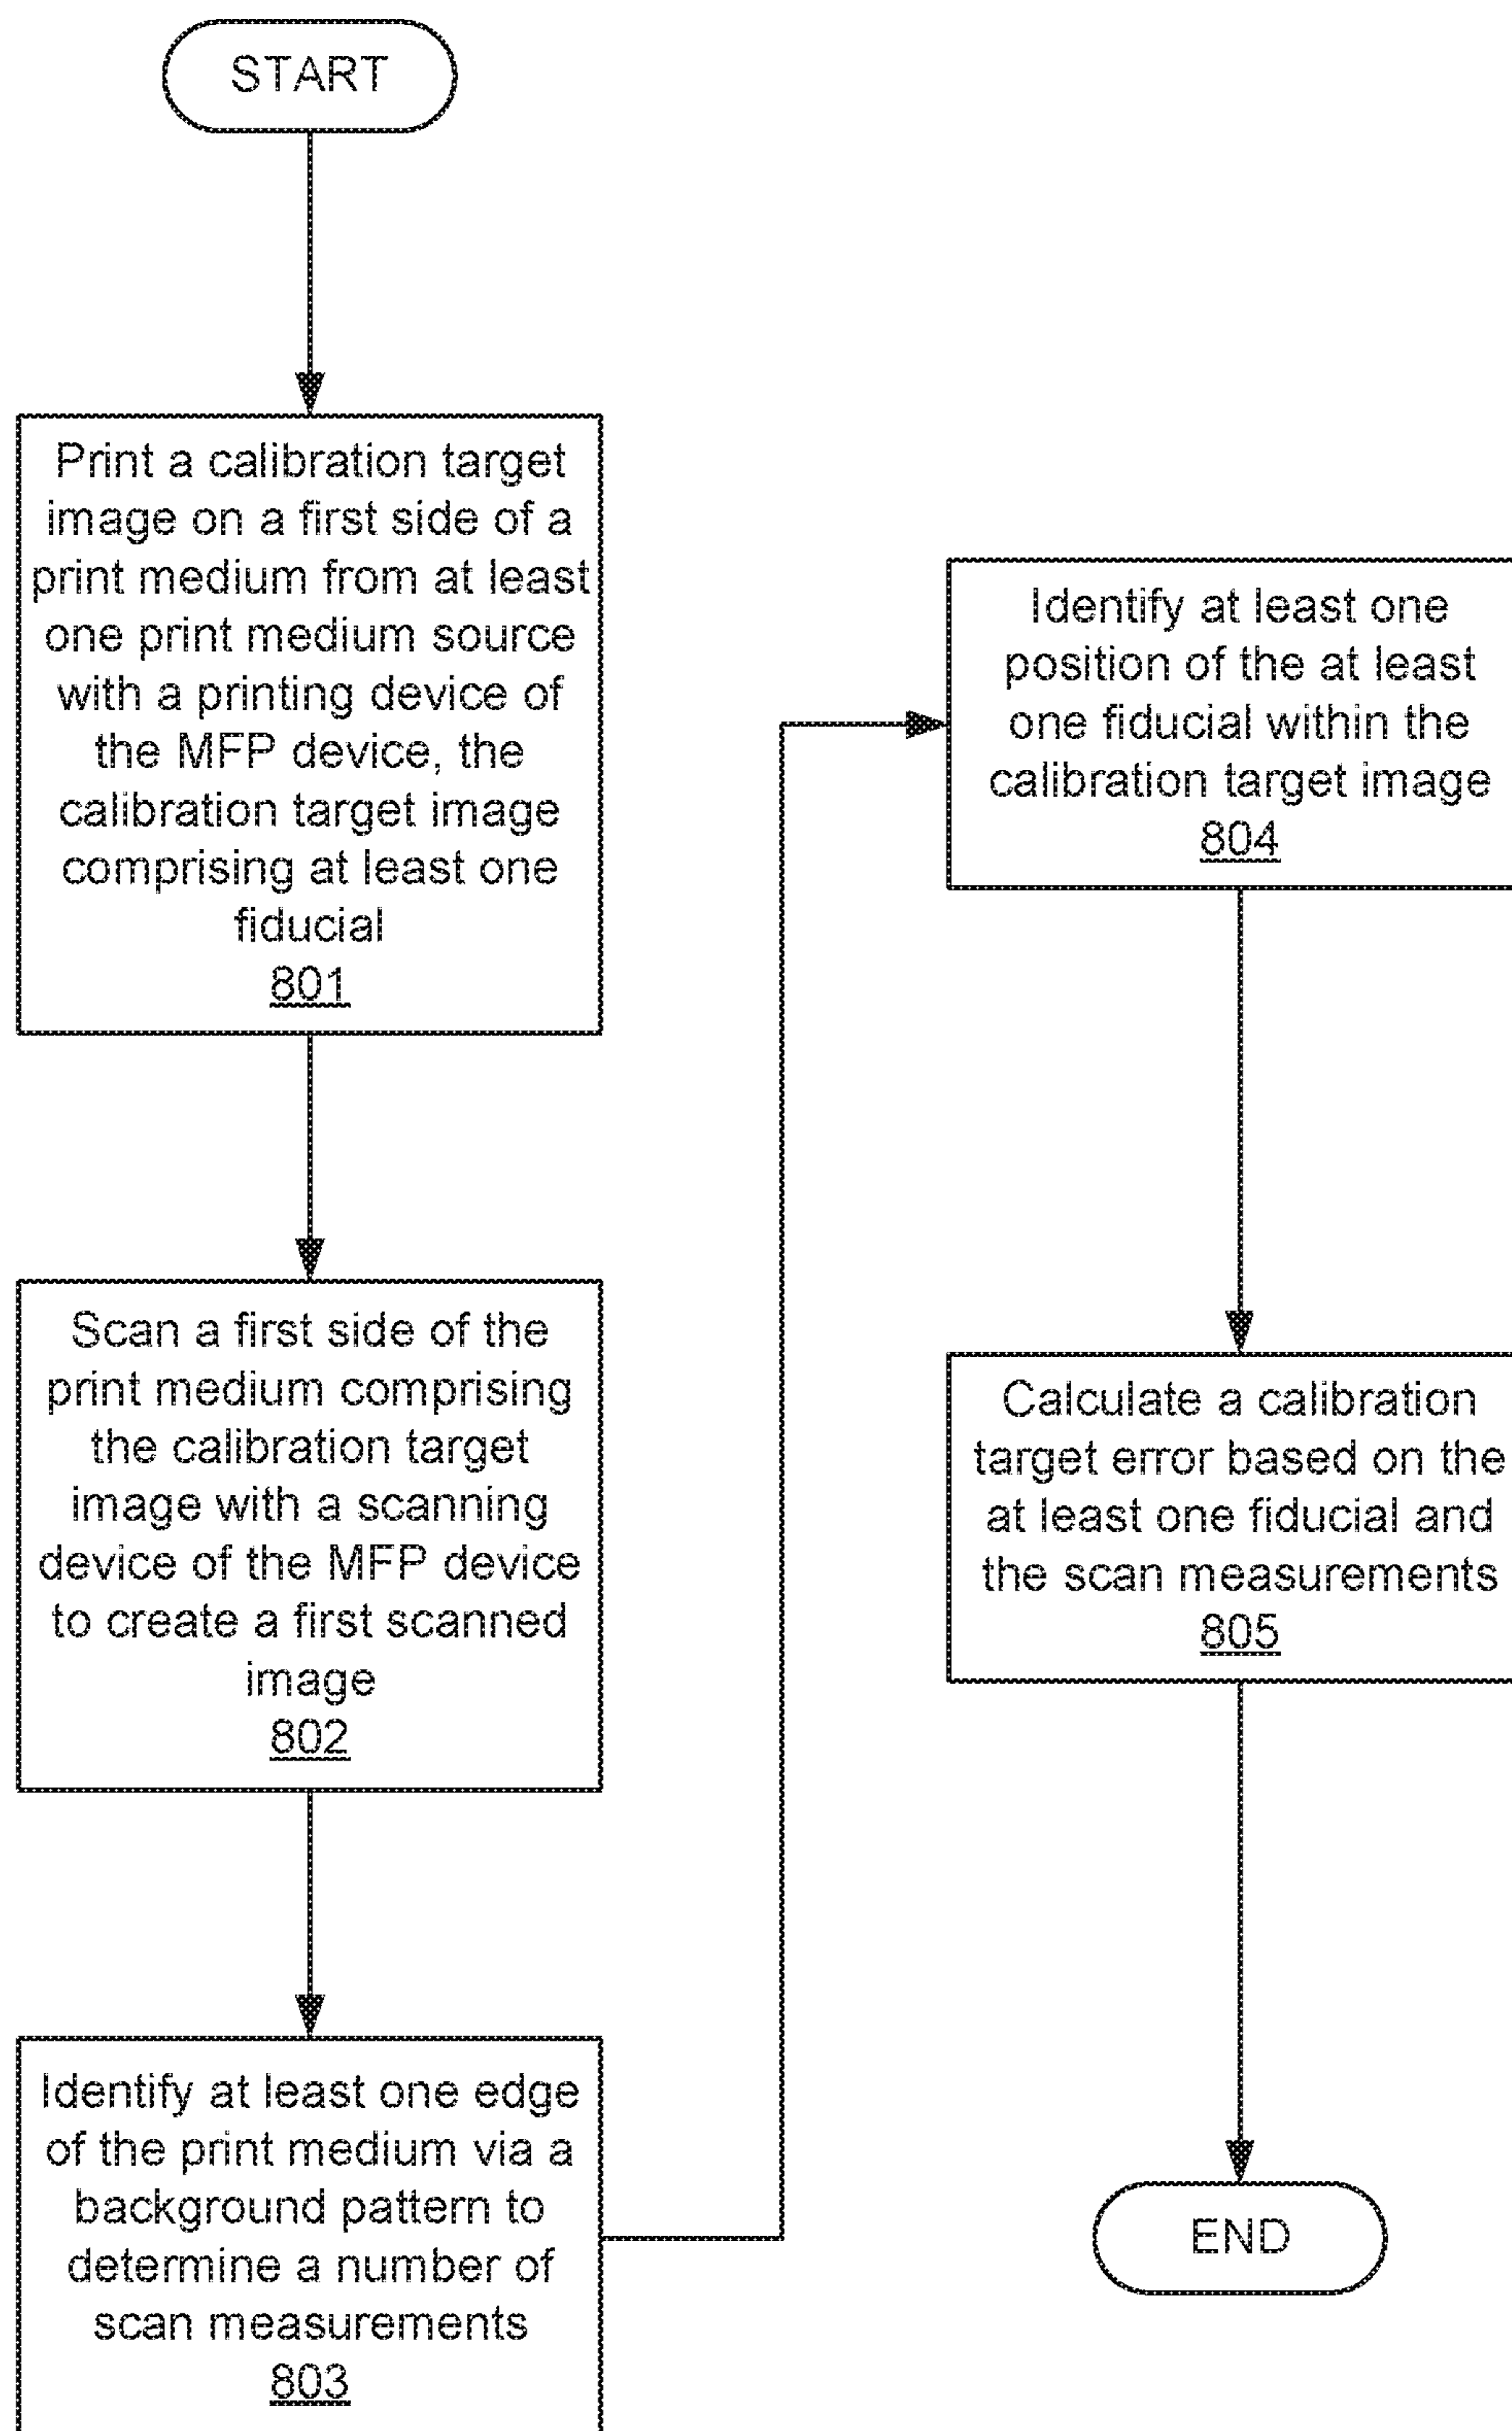 START
Print a calibration target
image on a first side of a
print medium from at least
one print medium source
with a printing device of
the MFP device, the
calibration target image
comprising at least one
fiducial
801
Scan a first side of the
print medium comprising
the calibration target
image with a scanning
device of the MFP device
to create a first scanned
image
802
Identify at least one edge
of the print medium via a
background pattern to
determine a number of
scan measurements
803
Identify at least one
position of the at least
one fiducial within the
calibration target image
804
Calculate a calibration
target error based on the
at least one fiducial and
the scan measurements
805
END